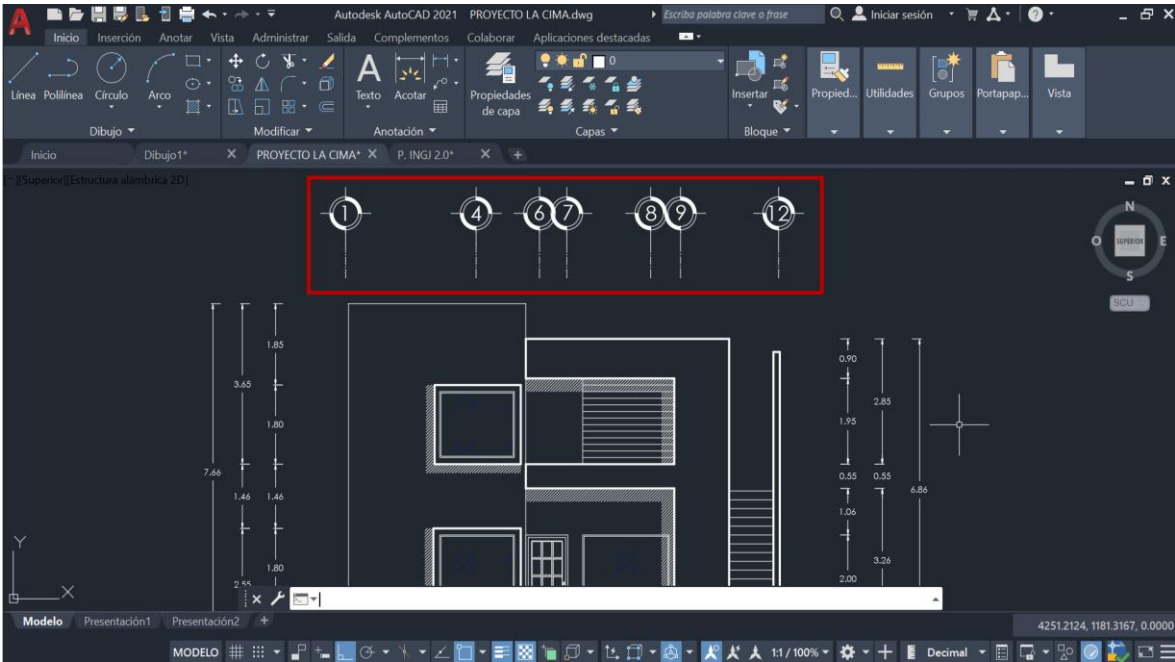 Autodesk AutoCAD 2021 PROYECTO LA CIMA.dwg Escriba palabra clave o frase Iniciar sesión
Inicio Inserción Anotar Vista Administrar Salida Complementos Colaborar Aplicaciones destacadas
0
Línea Polilínea Círculo Arco Texto Acotar Propiedades de capa Insertar Propied... Utilidades Grupos Portapap... Vista
Dibujo Modificar Anotación Capas Bloque
Inicio Dibujo1* PROYECTO LA CIMA* P. INGJ 2.0*
[−][Superior][Estructura alámbrica 2D]
1 4 6 7 8 9 12
N
O SUPERIOR E
S
SCU
1.85
0.90
3.65
2.85
1.80
1.95
7.66
0.55 0.55
1.46 1.46
6.86
1.06
3.26
1.80
2.55
2.00
Y
X
Modelo Presentación1 Presentación2
4251.2124, 1181.3167, 0.0000
MODELO 1:1 / 100% Decimal